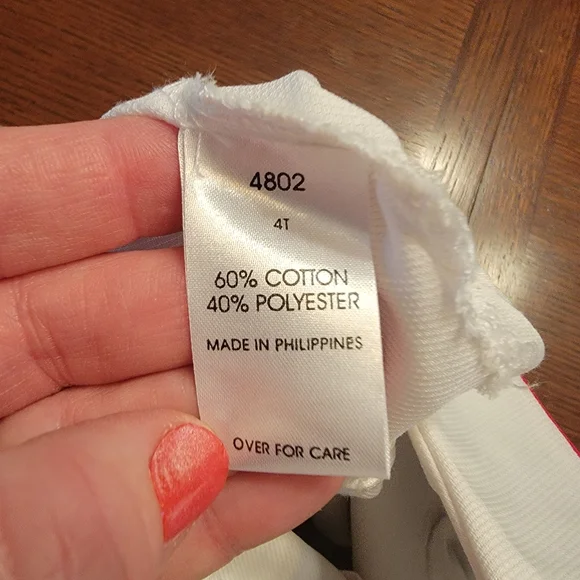 4802
4T
60% COTTON
40% POLYESTER
MADE IN PHILIPPINES
OVER FOR CARE